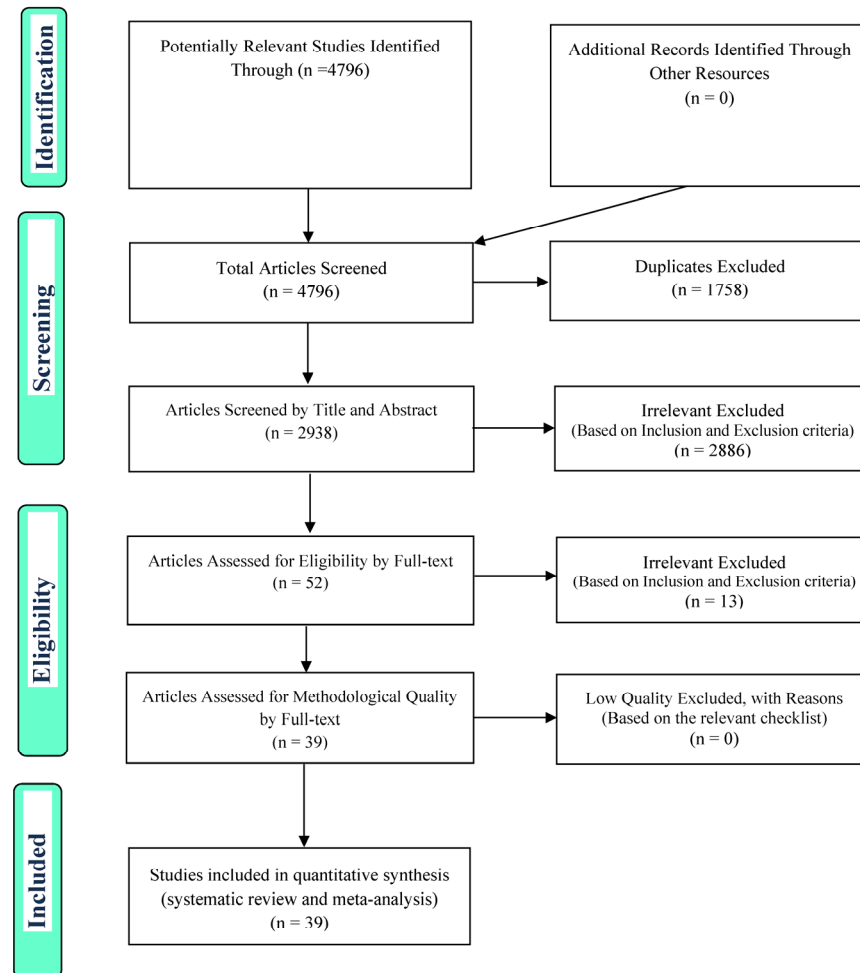 Identification
Potentially Relevant Studies Identified
Through (n =4796)
Additional Records Identified Through
Other Resources
(n = 0)
Screening
Total Articles Screened
(n = 4796)
Duplicates Excluded
(n = 1758)
Articles Screened by Title and Abstract
(n = 2938)
Irrelevant Excluded
(Based on Inclusion and Exclusion criteria)
(n = 2886)
Eligibility
Articles Assessed for Eligibility by Full-text
(n = 52)
Irrelevant Excluded
(Based on Inclusion and Exclusion criteria)
(n = 13)
Articles Assessed for Methodological Quality
by Full-text
(n = 39)
Low Quality Excluded, with Reasons
(Based on the relevant checklist)
(n = 0)
Included
Studies included in quantitative synthesis
(systematic review and meta-analysis)
(n = 39)